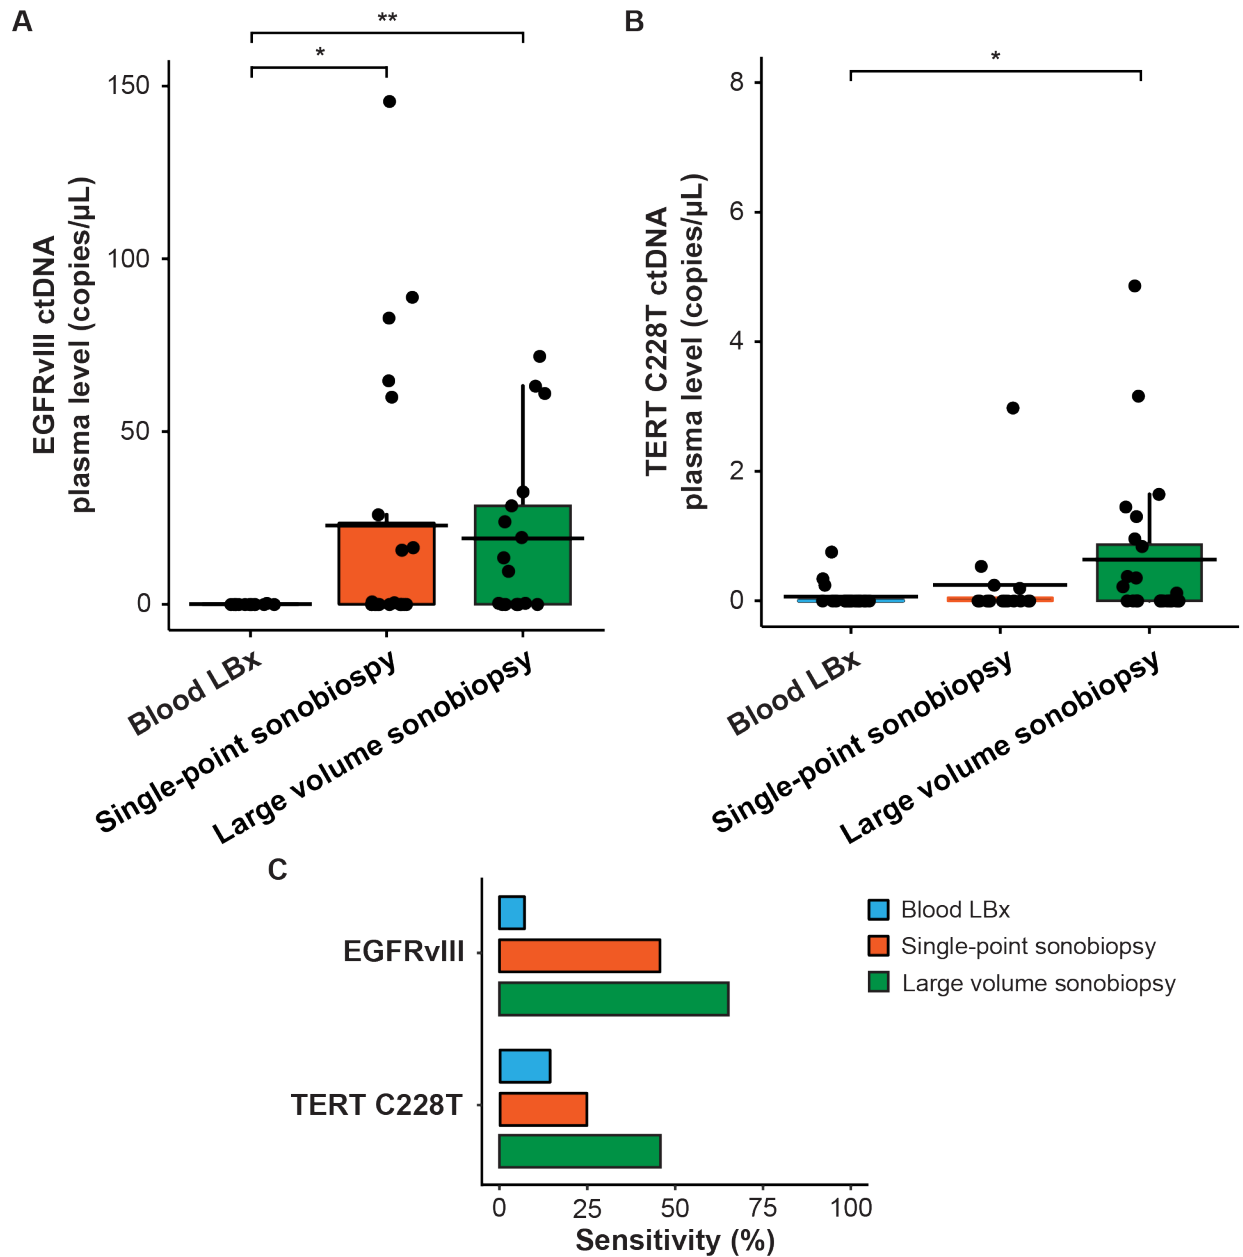 A
**
*
150
100
50
0
EGFRvIII ctDNA
plasma level (copies/µL)
Blood LBx
Single-point sonobiospy
Large volume sonobiopsy
B
*
8
6
4
2
0
TERT C228T ctDNA
plasma level (copies/µL)
Blood LBx
Single-point sonobiopsy
Large volume sonobiopsy
C
EGFRvIII
TERT C228T
0 25 50 75 100
Sensitivity (%)
Blood LBx
Single-point sonobiopsy
Large volume sonobiopsy